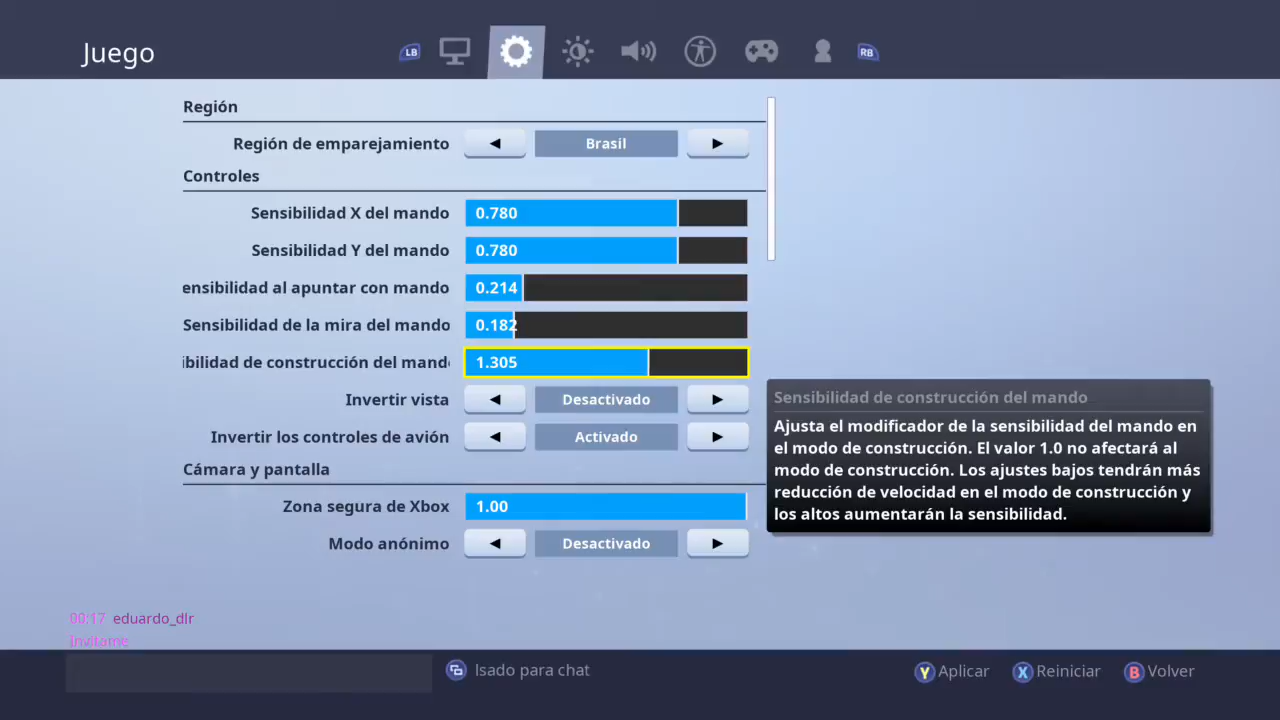 Juego
LB
RB
Región
Región de emparejamiento
Brasil
Controles
Sensibilidad X del mando
0.780
Sensibilidad Y del mando
0.780
ensibilidad al apuntar con mando
0.214
Sensibilidad de la mira del mando
0.182
ibilidad de construcción del mand
1.305
Invertir vista
Desactivado
Invertir los controles de avión
Activado
Cámara y pantalla
Zona segura de Xbox
1.00
Modo anónimo
Desactivado
Sensibilidad de construcción del mando
Ajusta el modificador de la sensibilidad del mando en
el modo de construcción. El valor 1.0 no afectará al
modo de construcción. Los ajustes bajos tendrán más
reducción de velocidad en el modo de construcción y
los altos aumentarán la sensibilidad.
00:17 eduardo_dlr
Invitame
Isado para chat
Y Aplicar
X Reiniciar
B Volver